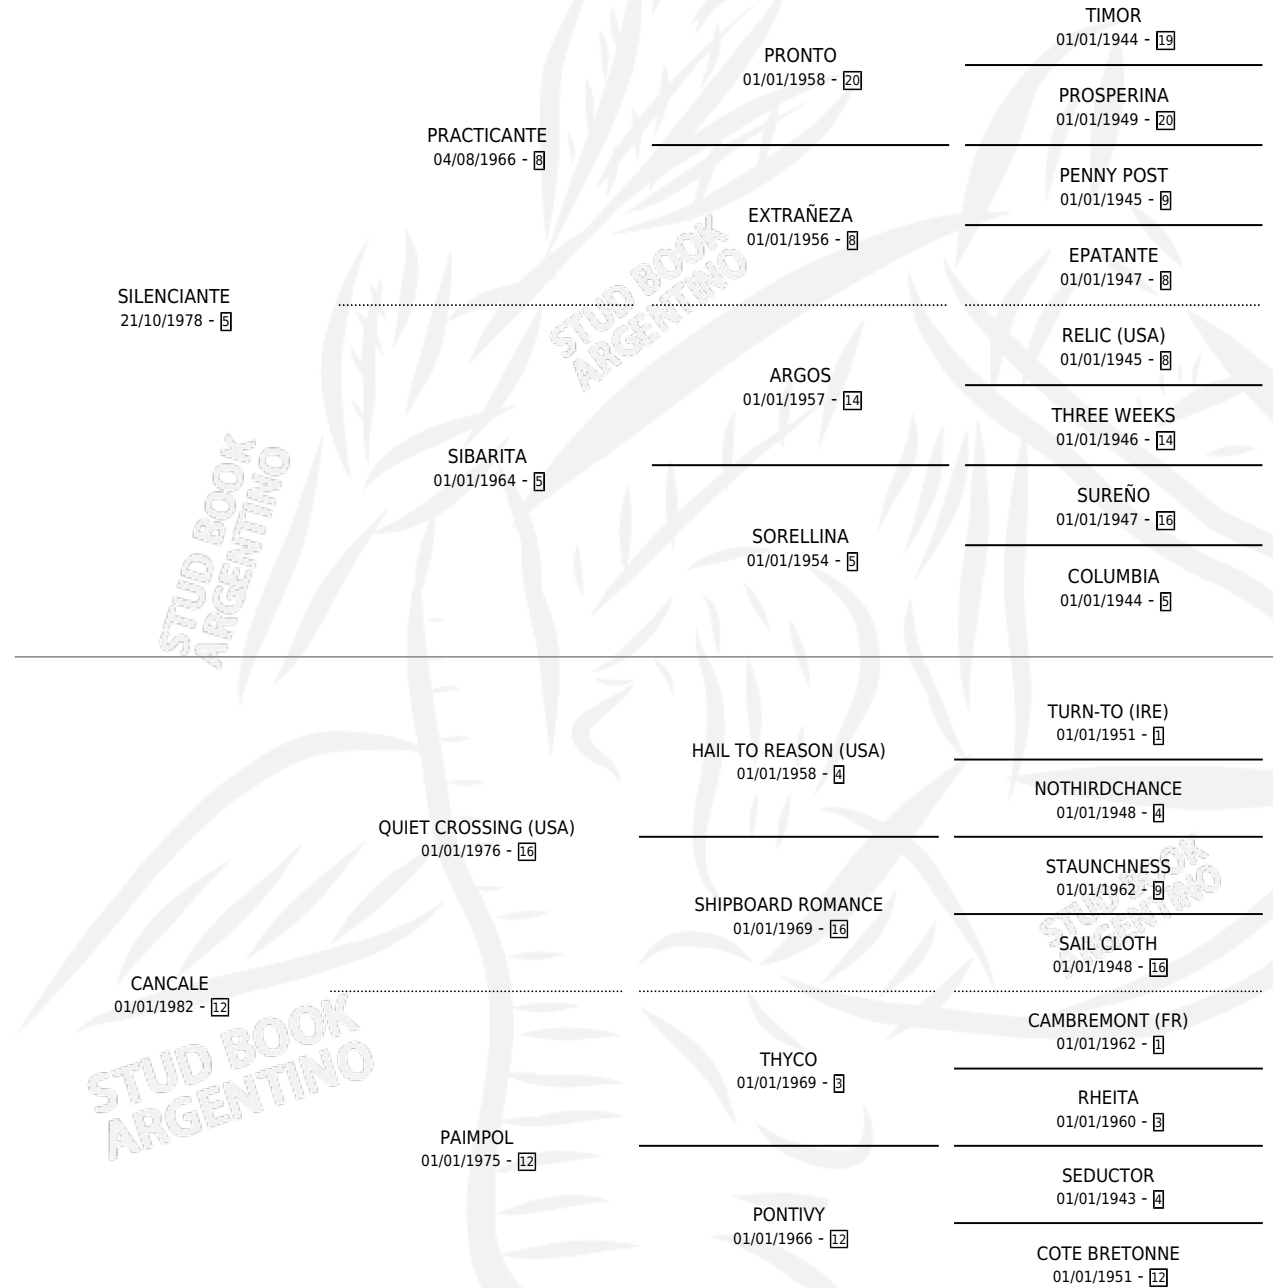 TIMOR
01/01/1944 - 19
PRONTO
01/01/1958 - 20
PROSPERINA
01/01/1949 - 20
PRACTICANTE
04/08/1966 - 8
PENNY POST
01/01/1945 - 9
EXTRAÑEZA
01/01/1956 - 8
EPATANTE
01/01/1947 - 8
SILENCIANTE
21/10/1978 - 5
STUD BOOK
ARGENTINO
RELIC (USA)
01/01/1945 - 8
ARGOS
01/01/1957 - 14
THREE WEEKS
01/01/1946 - 14
SIBARITA
01/01/1964 - 5
SUREÑO
01/01/1947 - 16
SORELLINA
01/01/1954 - 5
COLUMBIA
01/01/1944 - 5
STUD BOOK
ARGENTINO
TURN-TO (IRE)
01/01/1951 - 1
HAIL TO REASON (USA)
01/01/1958 - 4
NOTHIRDCHANCE
01/01/1948 - 4
QUIET CROSSING (USA)
01/01/1976 - 16
STAUNCHNESS
01/01/1962 - 9
SHIPBOARD ROMANCE
01/01/1969 - 16
SAIL CLOTH
01/01/1948 - 16
STUD BOOK
ARGENTINO
CANCALE
01/01/1982 - 12
CAMBREMONT (FR)
01/01/1962 - 1
THYCO
01/01/1969 - 3
RHEITA
01/01/1960 - 3
STUD BOOK
ARGENTINO
PAIMPOL
01/01/1975 - 12
SEDUCTOR
01/01/1943 - 4
PONTIVY
01/01/1966 - 12
COTE BRETONNE
01/01/1951 - 12